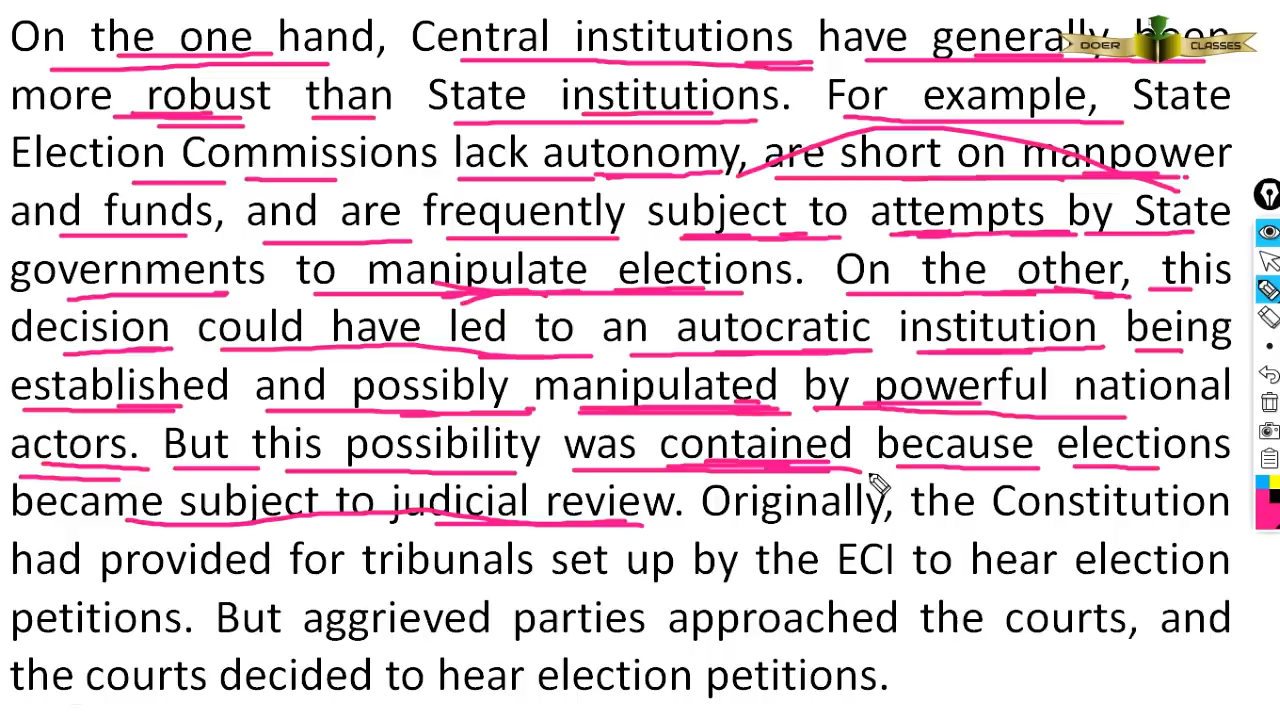 On the one hand, Central institutions have generally been
DOER CLASSES
more robust than State institutions. For example, State
Election Commissions lack autonomy, are short on manpower
and funds, and are frequently subject to attempts by State
governments to manipulate elections. On the other, this
decision could have led to an autocratic institution being
established and possibly manipulated by powerful national
actors. But this possibility was contained because elections
became subject to judicial review. Originally, the Constitution
had provided for tribunals set up by the ECI to hear election
petitions. But aggrieved parties approached the courts, and
the courts decided to hear election petitions.